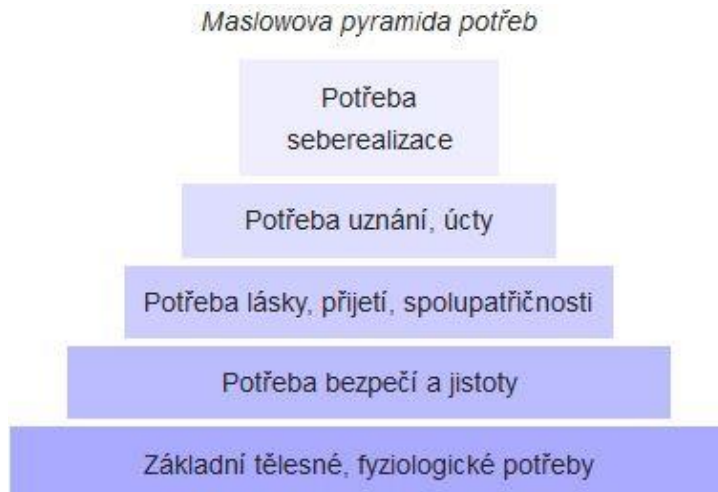 Maslowova pyramida potřeb
Potřeba
seberealizace
Potřeba uznání, úcty
Potřeba lásky, přijetí, spolupatřičnosti
Potřeba bezpečí a jistoty
Základní tělesné, fyziologické potřeby